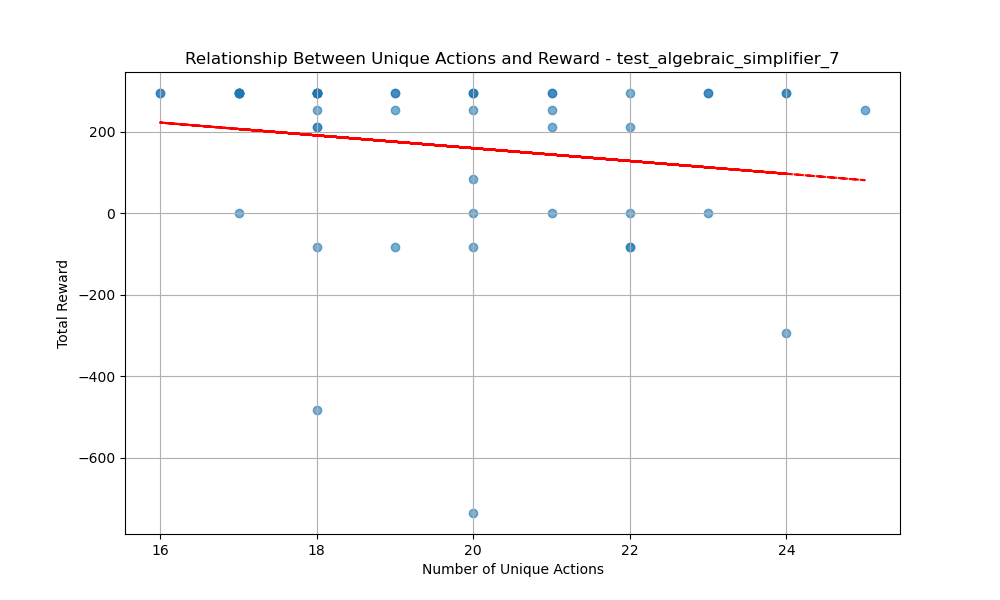 Relationship Between Unique Actions and Reward - test_algebraic_simplifier_7
Total Reward
200
0
−200
−400
−600
16 18 20 22 24
Number of Unique Actions